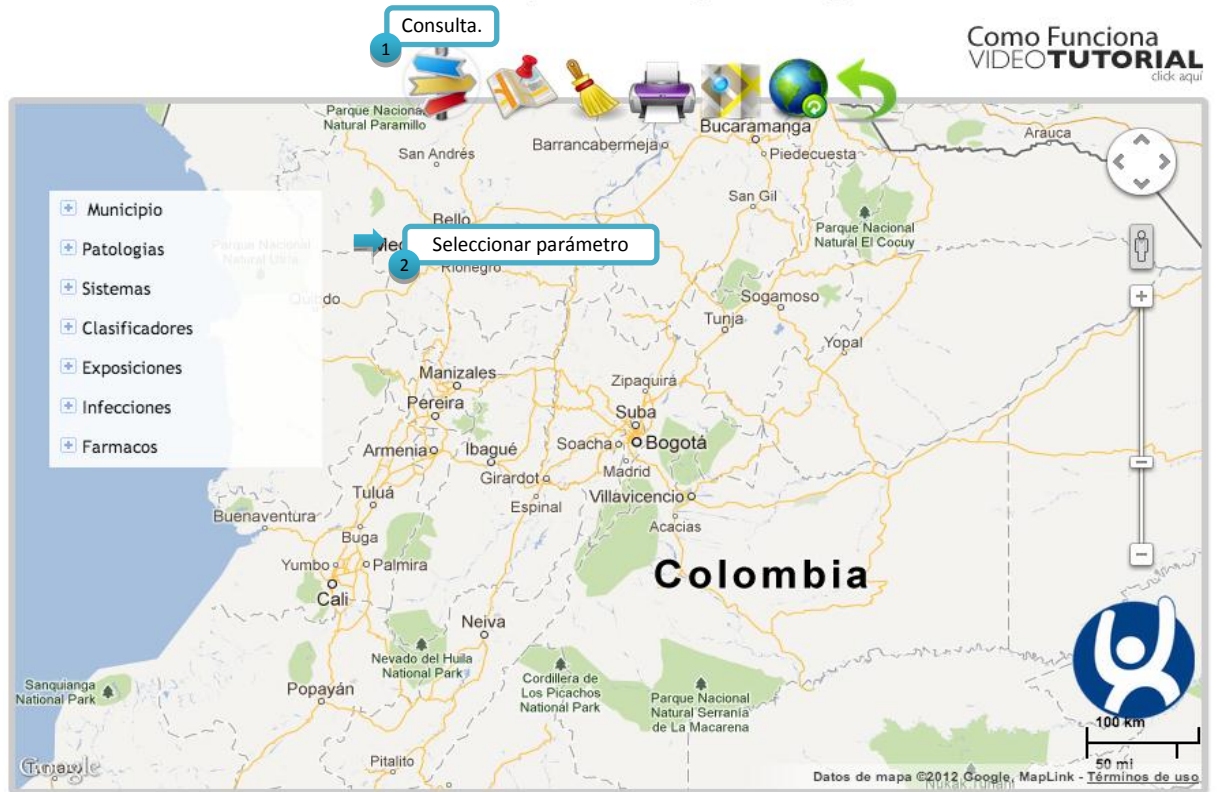 Consulta.
1
Como Funciona
VIDEOTUTORIAL
click aquí
Parque Nacional
Natural Paramillo
Bucaramanga
Barrancabermeja
Arauca
San Andrés
Piedecuesta
San Gil
Municipio
Bello
Parque Nacional
Natural El Cocuy
Seleccionar parámetro
2
Patologias
Parque Nacional
Natural Utría
Rionegro
Sistemas
Quibdo
Sogamoso
Tunja
Clasificadores
Yopal
Exposiciones
Manizales
Zipaquirá
Pereira
Infecciones
Suba
Farmacos
Armenia
Ibagué
Soacha
Bogotá
Girardot
Madrid
Tuluá
Espinal
Villavicencio
Buenaventura
Acacias
Buga
Yumbo
Palmira
Colombia
Cali
Neiva
Nevado del Huila
National Park
Cordillera de
Los Picachos
National Park
Sanquianga
National Park
Popayán
Parque Nacional
Natural Serranía
de La Macarena
100 km
Pitalito
50 mi
Google
Datos de mapa ©2012 Google, MapLink - Términos de uso